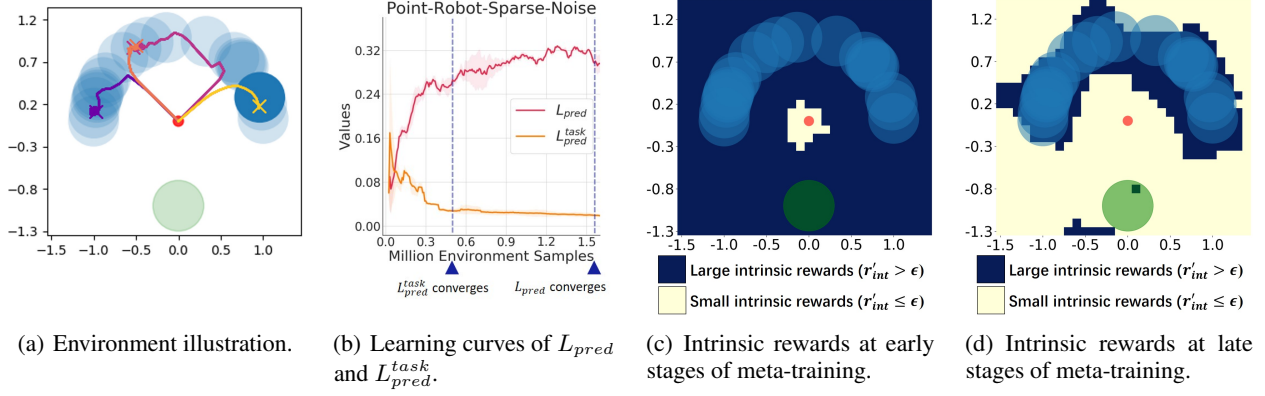 Point-Robot-Sparse-Noise
1.2
0.7
0.2
−0.3
−0.8
−1.3
−1.5 −1.0 −0.5 0.0 0.5 1.0
Values
0.32
0.24
0.16
0.08
0.00
L_pred
L_pred^task
0.0 0.3 0.6 0.9 1.2 1.5
Million Environment Samples
L_pred^task converges
L_pred converges
1.2
0.7
0.2
-0.3
-0.8
-1.3
-1.5 -1.0 -0.5 0.0 0.5 1.0
Large intrinsic rewards (r'_int > ϵ)
Small intrinsic rewards (r'_int ≤ ϵ)
1.2
0.7
0.2
-0.3
-0.8
-1.3
-1.5 -1.0 -0.5 0.0 0.5 1.0
Large intrinsic rewards (r'_int > ϵ)
Small intrinsic rewards (r'_int ≤ ϵ)
(a) Environment illustration.
(b) Learning curves of L_pred
and L_pred^task.
(c) Intrinsic rewards at early
stages of meta-training.
(d) Intrinsic rewards at late
stages of meta-training.